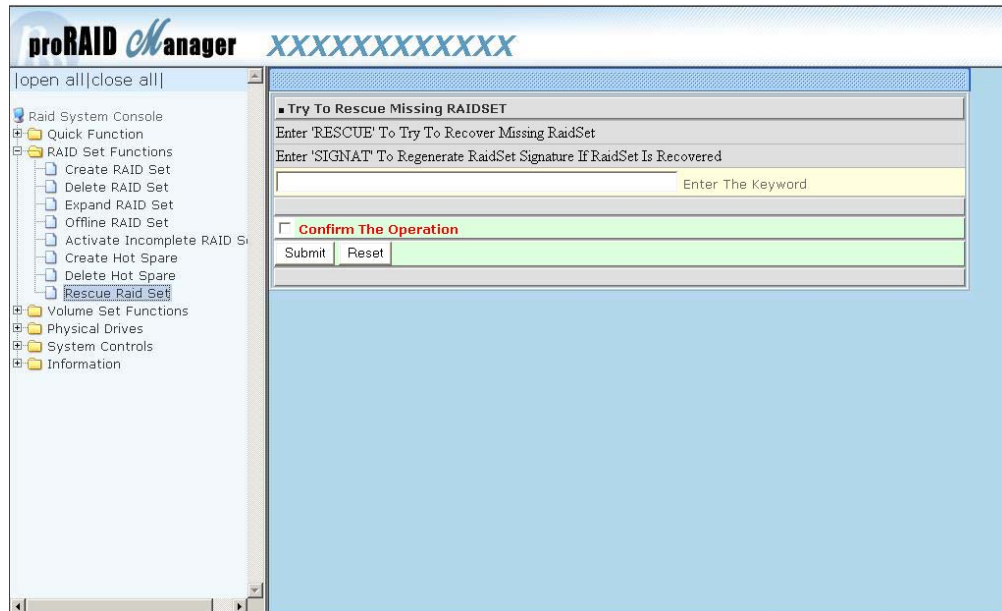 proRAID Manager XXXXXXXXXXXX
|open all|close all|
Raid System Console
Quick Function
RAID Set Functions
Create RAID Set
Delete RAID Set
Expand RAID Set
Offline RAID Set
Activate Incomplete RAID S
Create Hot Spare
Delete Hot Spare
Rescue Raid Set
Volume Set Functions
Physical Drives
System Controls
Information
Try To Rescue Missing RAIDSET
Enter 'RESCUE' To Try To Recover Missing RaidSet
Enter 'SIGNAT' To Regenerate RaidSet Signature If RaidSet Is Recovered
Enter The Keyword
Confirm The Operation
Submit Reset